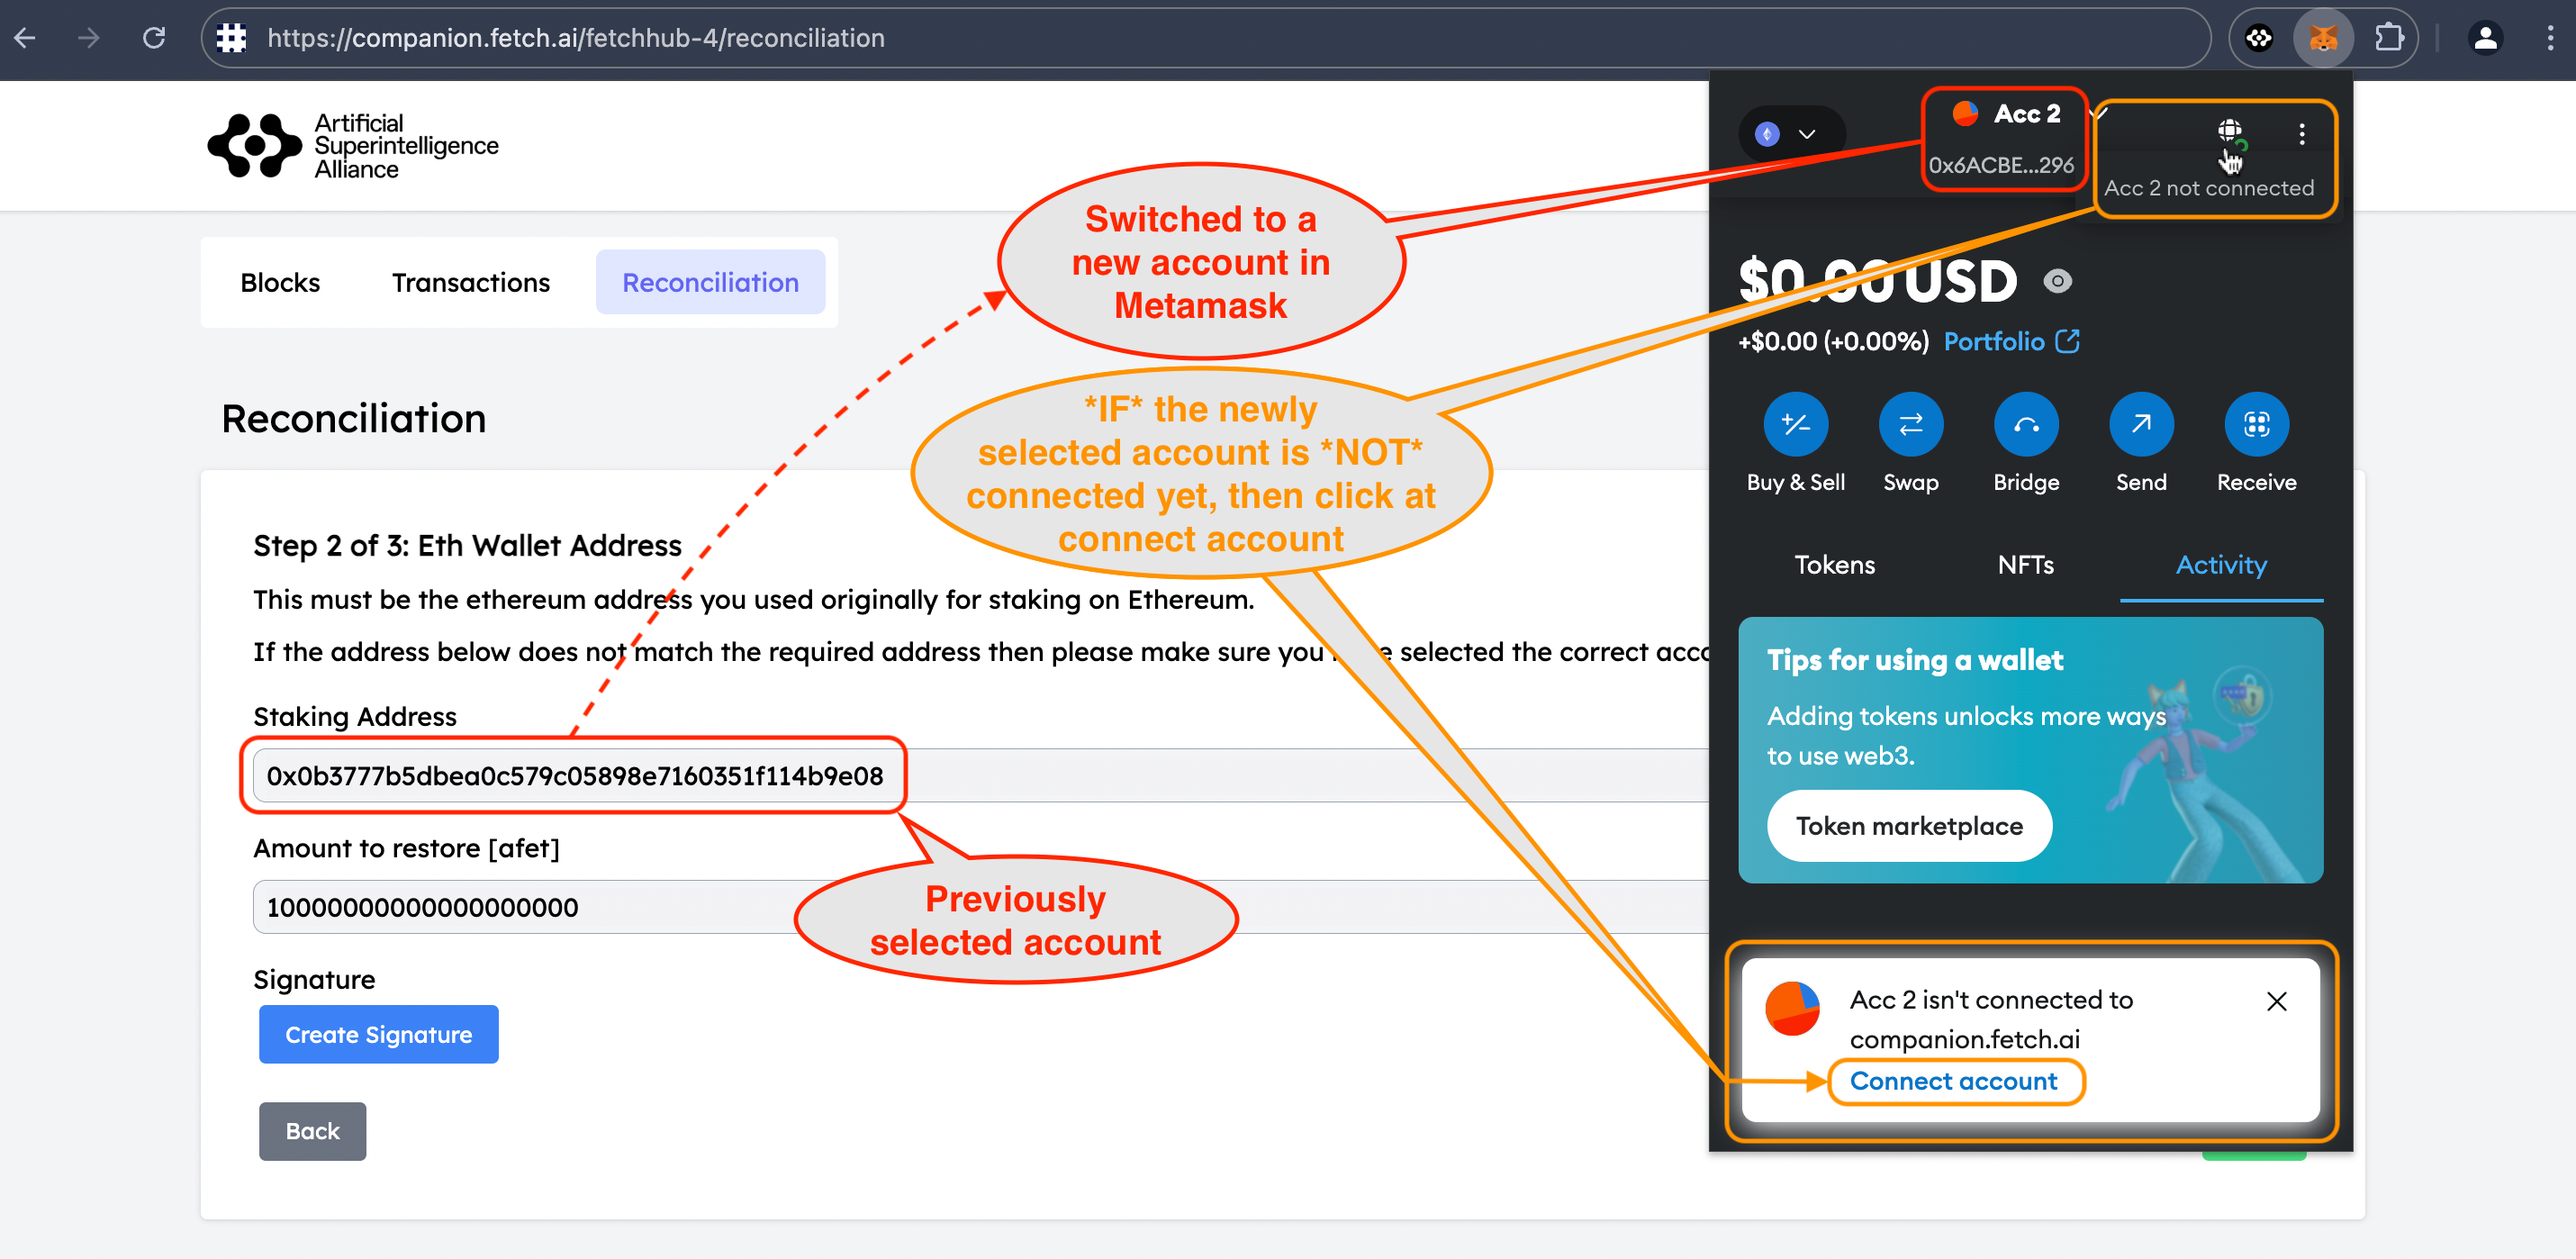 https://companion.fetch.ai/fetchhub-4/reconciliation
Artificial
Superintelligence
Alliance
Blocks
Transactions
Reconciliation
Reconciliation
Step 2 of 3: Eth Wallet Address
This must be the ethereum address you used originally for staking on Ethereum.
If the address below does not match the required address then please make sure you selected the correct
Staking Address
0x0b3777b5dbea0c579c05898e7160351f114b9e08
Amount to restore [afet]
10000000000000000000
Signature
Create Signature
Back
Switched to a
new account in
Metamask
*IF* the newly
selected account is *NOT*
connected yet, then click at
connect account
Previously
selected account
Acc 2
0x6ACBE...296
Acc 2 not connected
$0.00 USD
+$0.00 (+0.00%) Portfolio
Buy & Sell
Swap
Bridge
Send
Receive
Tokens
NFTs
Activity
Tips for using a wallet
Adding tokens unlocks more ways
to use web3.
Token marketplace
Acc 2 isn't connected to
companion.fetch.ai
Connect account